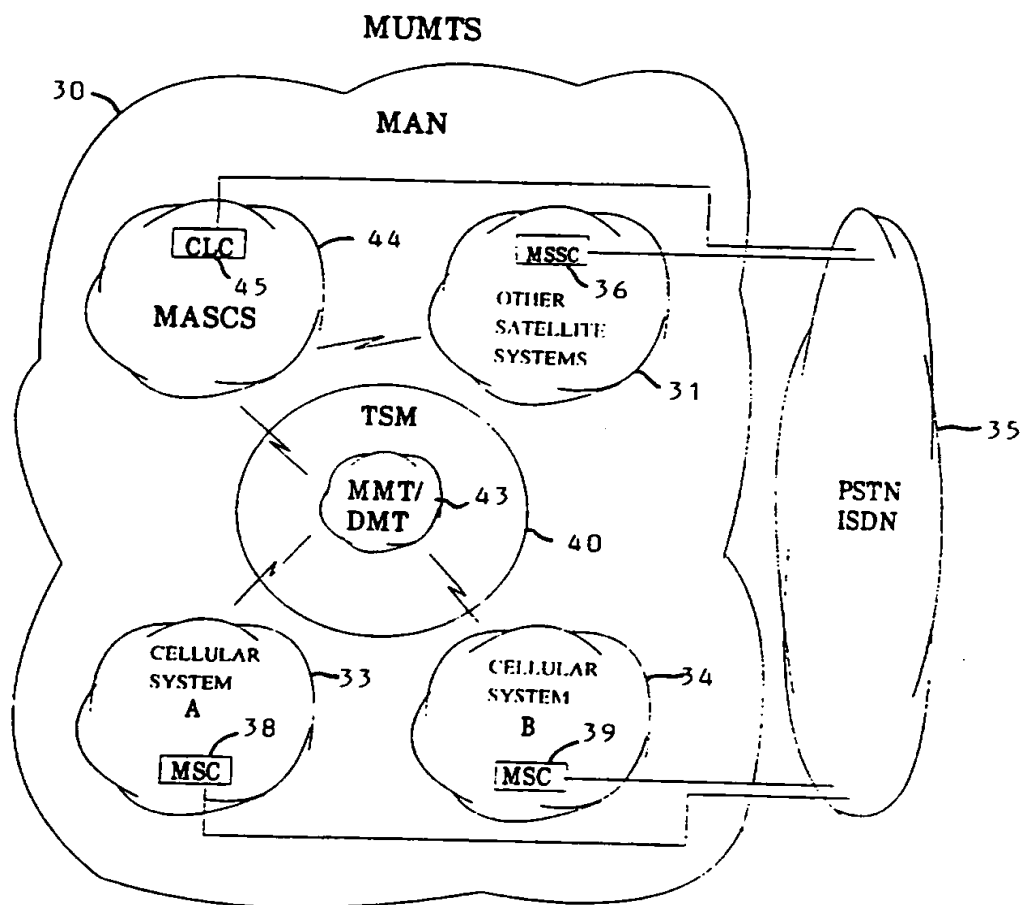 MUMTS
30
MAN
CLC
44
45
MASCS
MSSC
36
OTHER
SATELLITE
SYSTEMS
31
35
TSM
MMT/
DMT
43
40
PSTN
ISDN
CELLULAR
SYSTEM
A
33
38
MSC
CELLULAR
SYSTEM
B
34
39
MSC